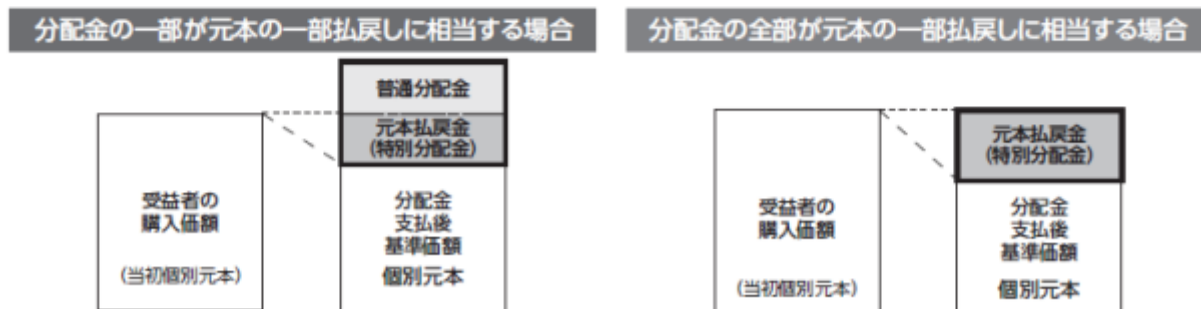 分配金の一部が元本の一部払戻しに相当する場合
普通分配金
元本払戻金
(特別分配金)
受益者の
購入価額
(当初個別元本)
分配金
支払後
基準価額
個別元本
分配金の全部が元本の一部払戻しに相当する場合
元本払戻金
(特別分配金)
受益者の
購入価額
(当初個別元本)
分配金
支払後
基準価額
個別元本